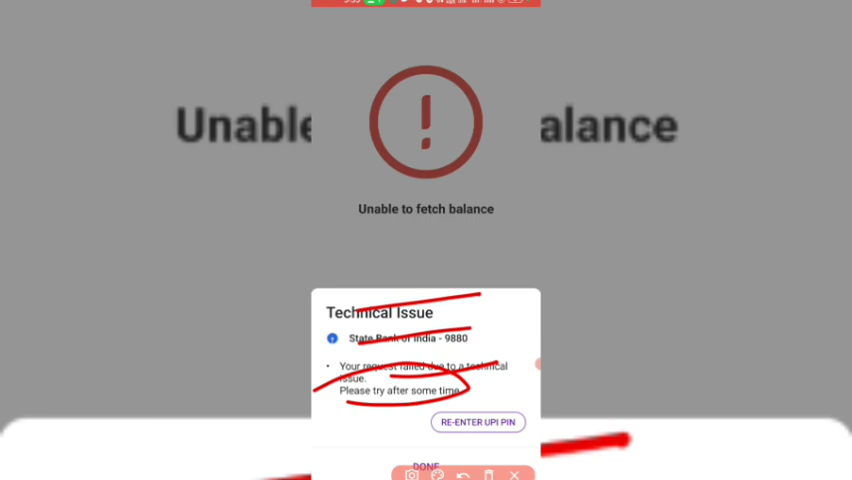 Unable
alance
Unable to fetch balance
Technical Issue
State Bank of India - 9880
• Your request failed due to a technical
issue.
Please try after some time
RE-ENTER UPI PIN
DONE